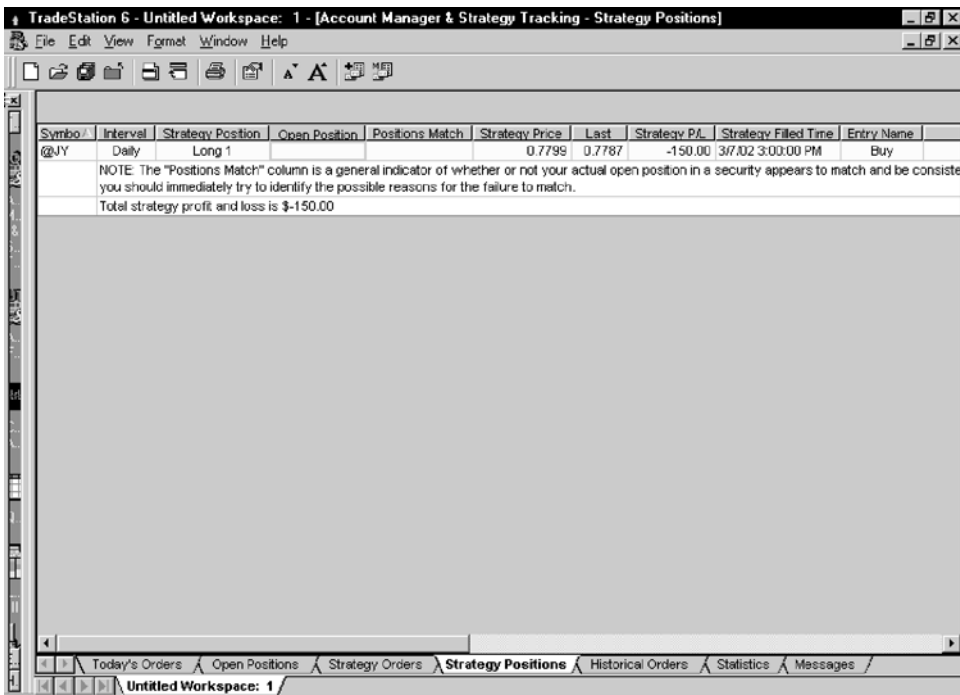 TradeStation 6 - Untitled Workspace: 1 - [Account Manager & Strategy Tracking - Strategy Positions]
File Edit View Format Window Help
Symbo Interval Strategy Postion Open Position Positions Match Strategy Price Last Strategy P/L Strategy Filled Time Entry Name
@JY Daily Long 1 0.7799 0.7787 -150.00 3/7/02 3:00:00 PM Buy
NOTE: The "Positions Match" column is a general indicator of whether or not your actual open position in a security appears to match and be consiste
you should immediately try to identify the possible reasons for the failure to match.
Total strategy profit and loss is $-150.00
Today's Orders Open Positions Strategy Orders Strategy Positions Historical Orders Statistics Messages
Untitled Workspace: 1